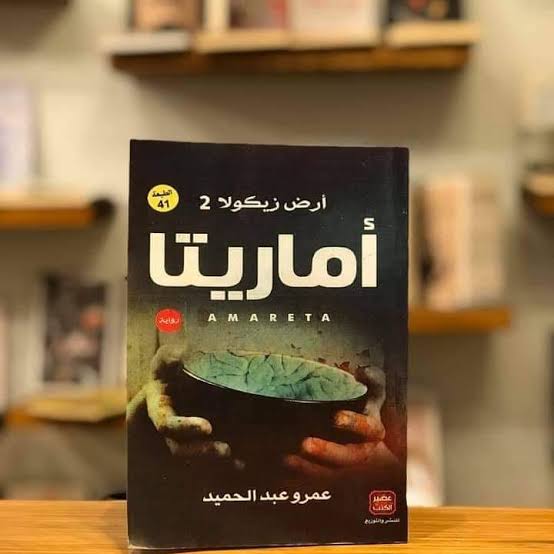 الطبعة
41
أرض زيكولا 2
أماريتا
رواية
AMARETA
عمرو عبد الحميد
عصير
الكتب
للنشر والتوزيع